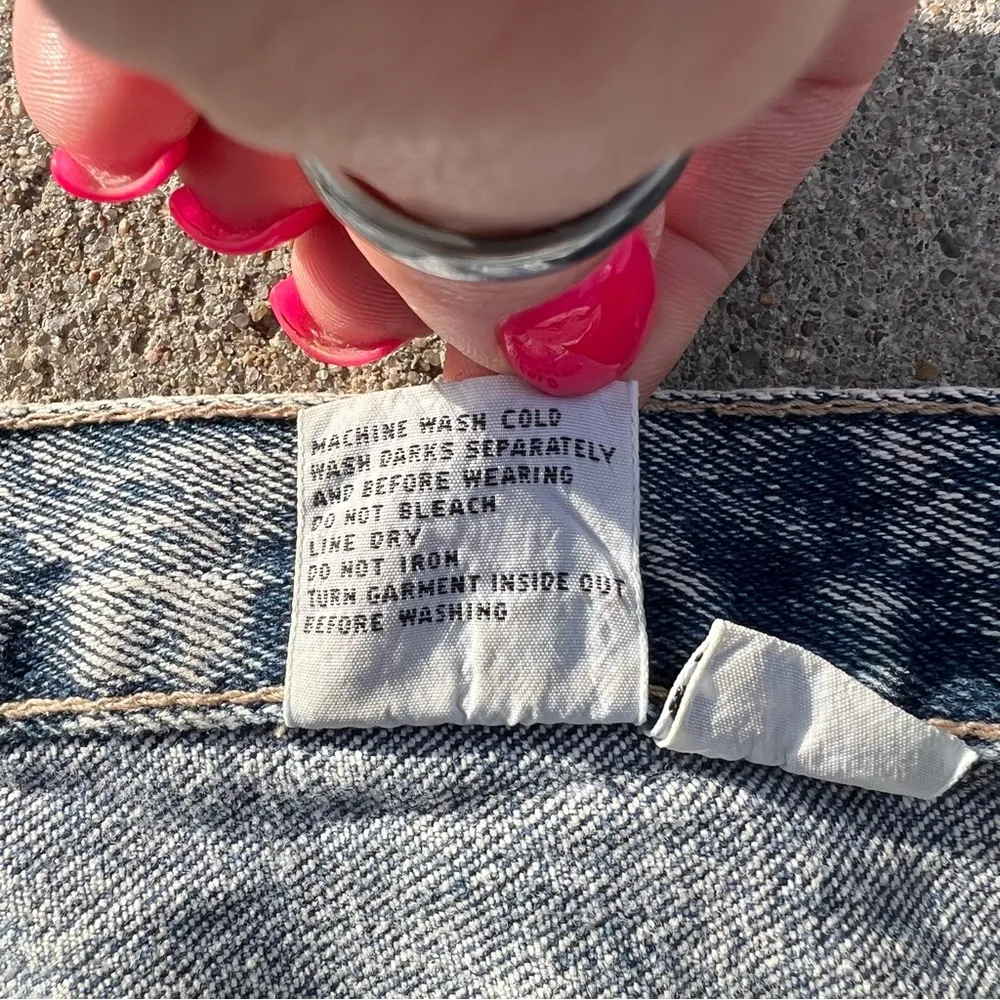 MACHINE WASH COLD
WASH DARKS SEPARATELY
AND BEFORE WEARING
DO NOT BLEACH
LINE DRY
DO NOT IRON
TURN GARMENT INSIDE OUT
BEFORE WASHING